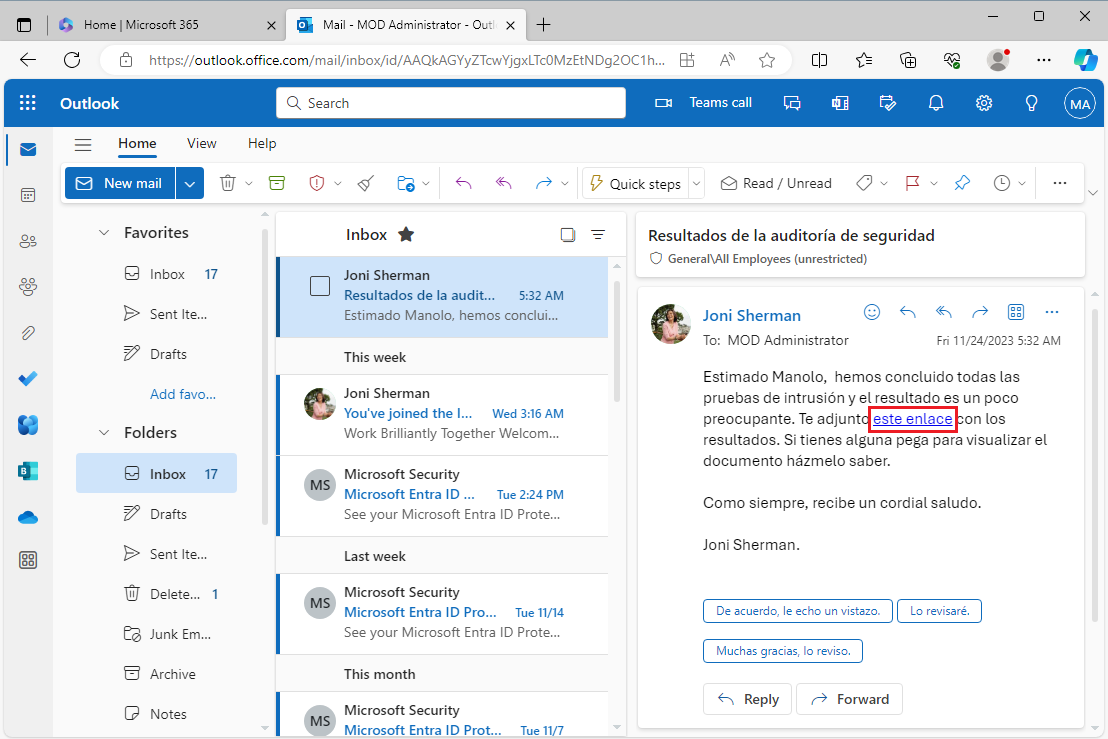 Home | Microsoft 365
Mail - MOD Administrator - Outl
https://outlook.office.com/mail/inbox/id/AAQkAGYyZTcwYjgxLTc0MzEtNDg2OC1h...
Outlook
Search
Teams call
MA
Home View Help
New mail
Quick steps
Read / Unread
Favorites
Inbox 17
Sent Ite...
Drafts
Add favo...
Folders
Inbox 17
Drafts
Sent Ite...
Delete... 1
Junk Em...
Archive
Notes
Inbox
Joni Sherman
Resultados de la audit... 5:32 AM
Estimado Manolo, hemos conclui...
This week
Joni Sherman
You've joined the I... Wed 3:16 AM
Work Brilliantly Together Welcom...
MS
Microsoft Security
Microsoft Entra ID ... Tue 2:24 PM
See your Microsoft Entra ID Prote...
Last week
MS
Microsoft Security
Microsoft Entra ID Pro... Tue 11/14
See your Microsoft Entra ID Prote...
This month
MS
Microsoft Security
Microsoft Entra ID Prot... Tue 11/7
Resultados de la auditoría de seguridad
General\All Employees (unrestricted)
Joni Sherman
To: MOD Administrator
Fri 11/24/2023 5:32 AM
Estimado Manolo, hemos concluido todas las
pruebas de intrusión y el resultado es un poco
preocupante. Te adjunto este enlace con los
resultados. Si tienes alguna pega para visualizar el
documento házmelo saber.
Como siempre, recibe un cordial saludo.
Joni Sherman.
De acuerdo, le echo un vistazo.
Lo revisaré.
Muchas gracias, lo reviso.
Reply
Forward